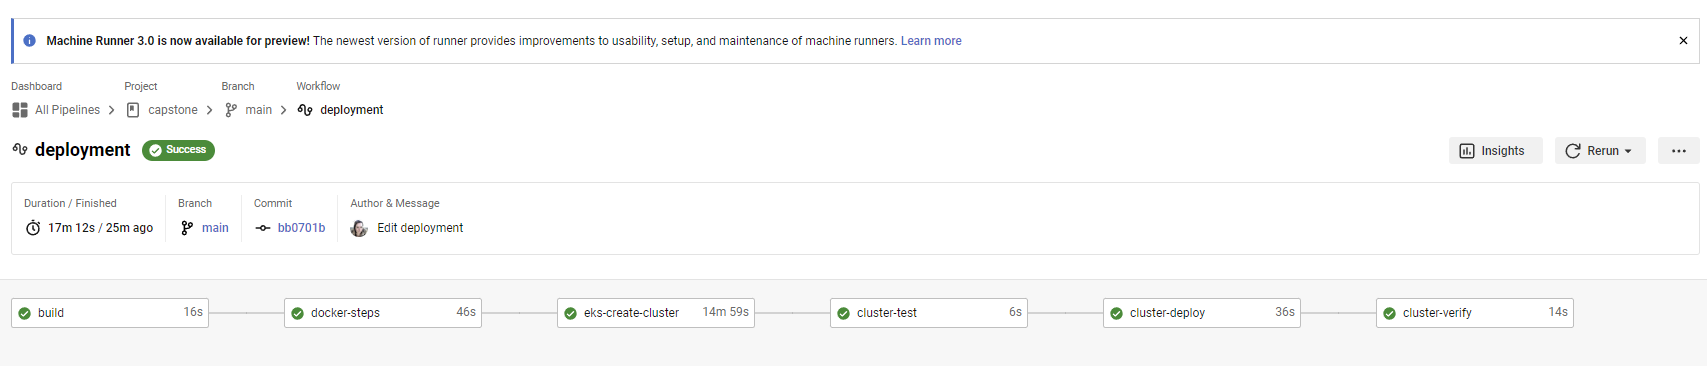 Machine Runner 3.0 is now available for preview! The newest version of runner provides improvements to usability, setup, and maintenance of machine runners. Learn more
Dashboard Project Branch Workflow
All Pipelines capstone main deployment
deployment Success Insights Rerun
Duration / Finished Branch Commit Author & Message
17m 12s / 25m ago main bb0701b Edit deployment
build 16s docker-steps 46s eks-create-cluster 14m 59s cluster-test 6s cluster-deploy 36s cluster-verify 14s